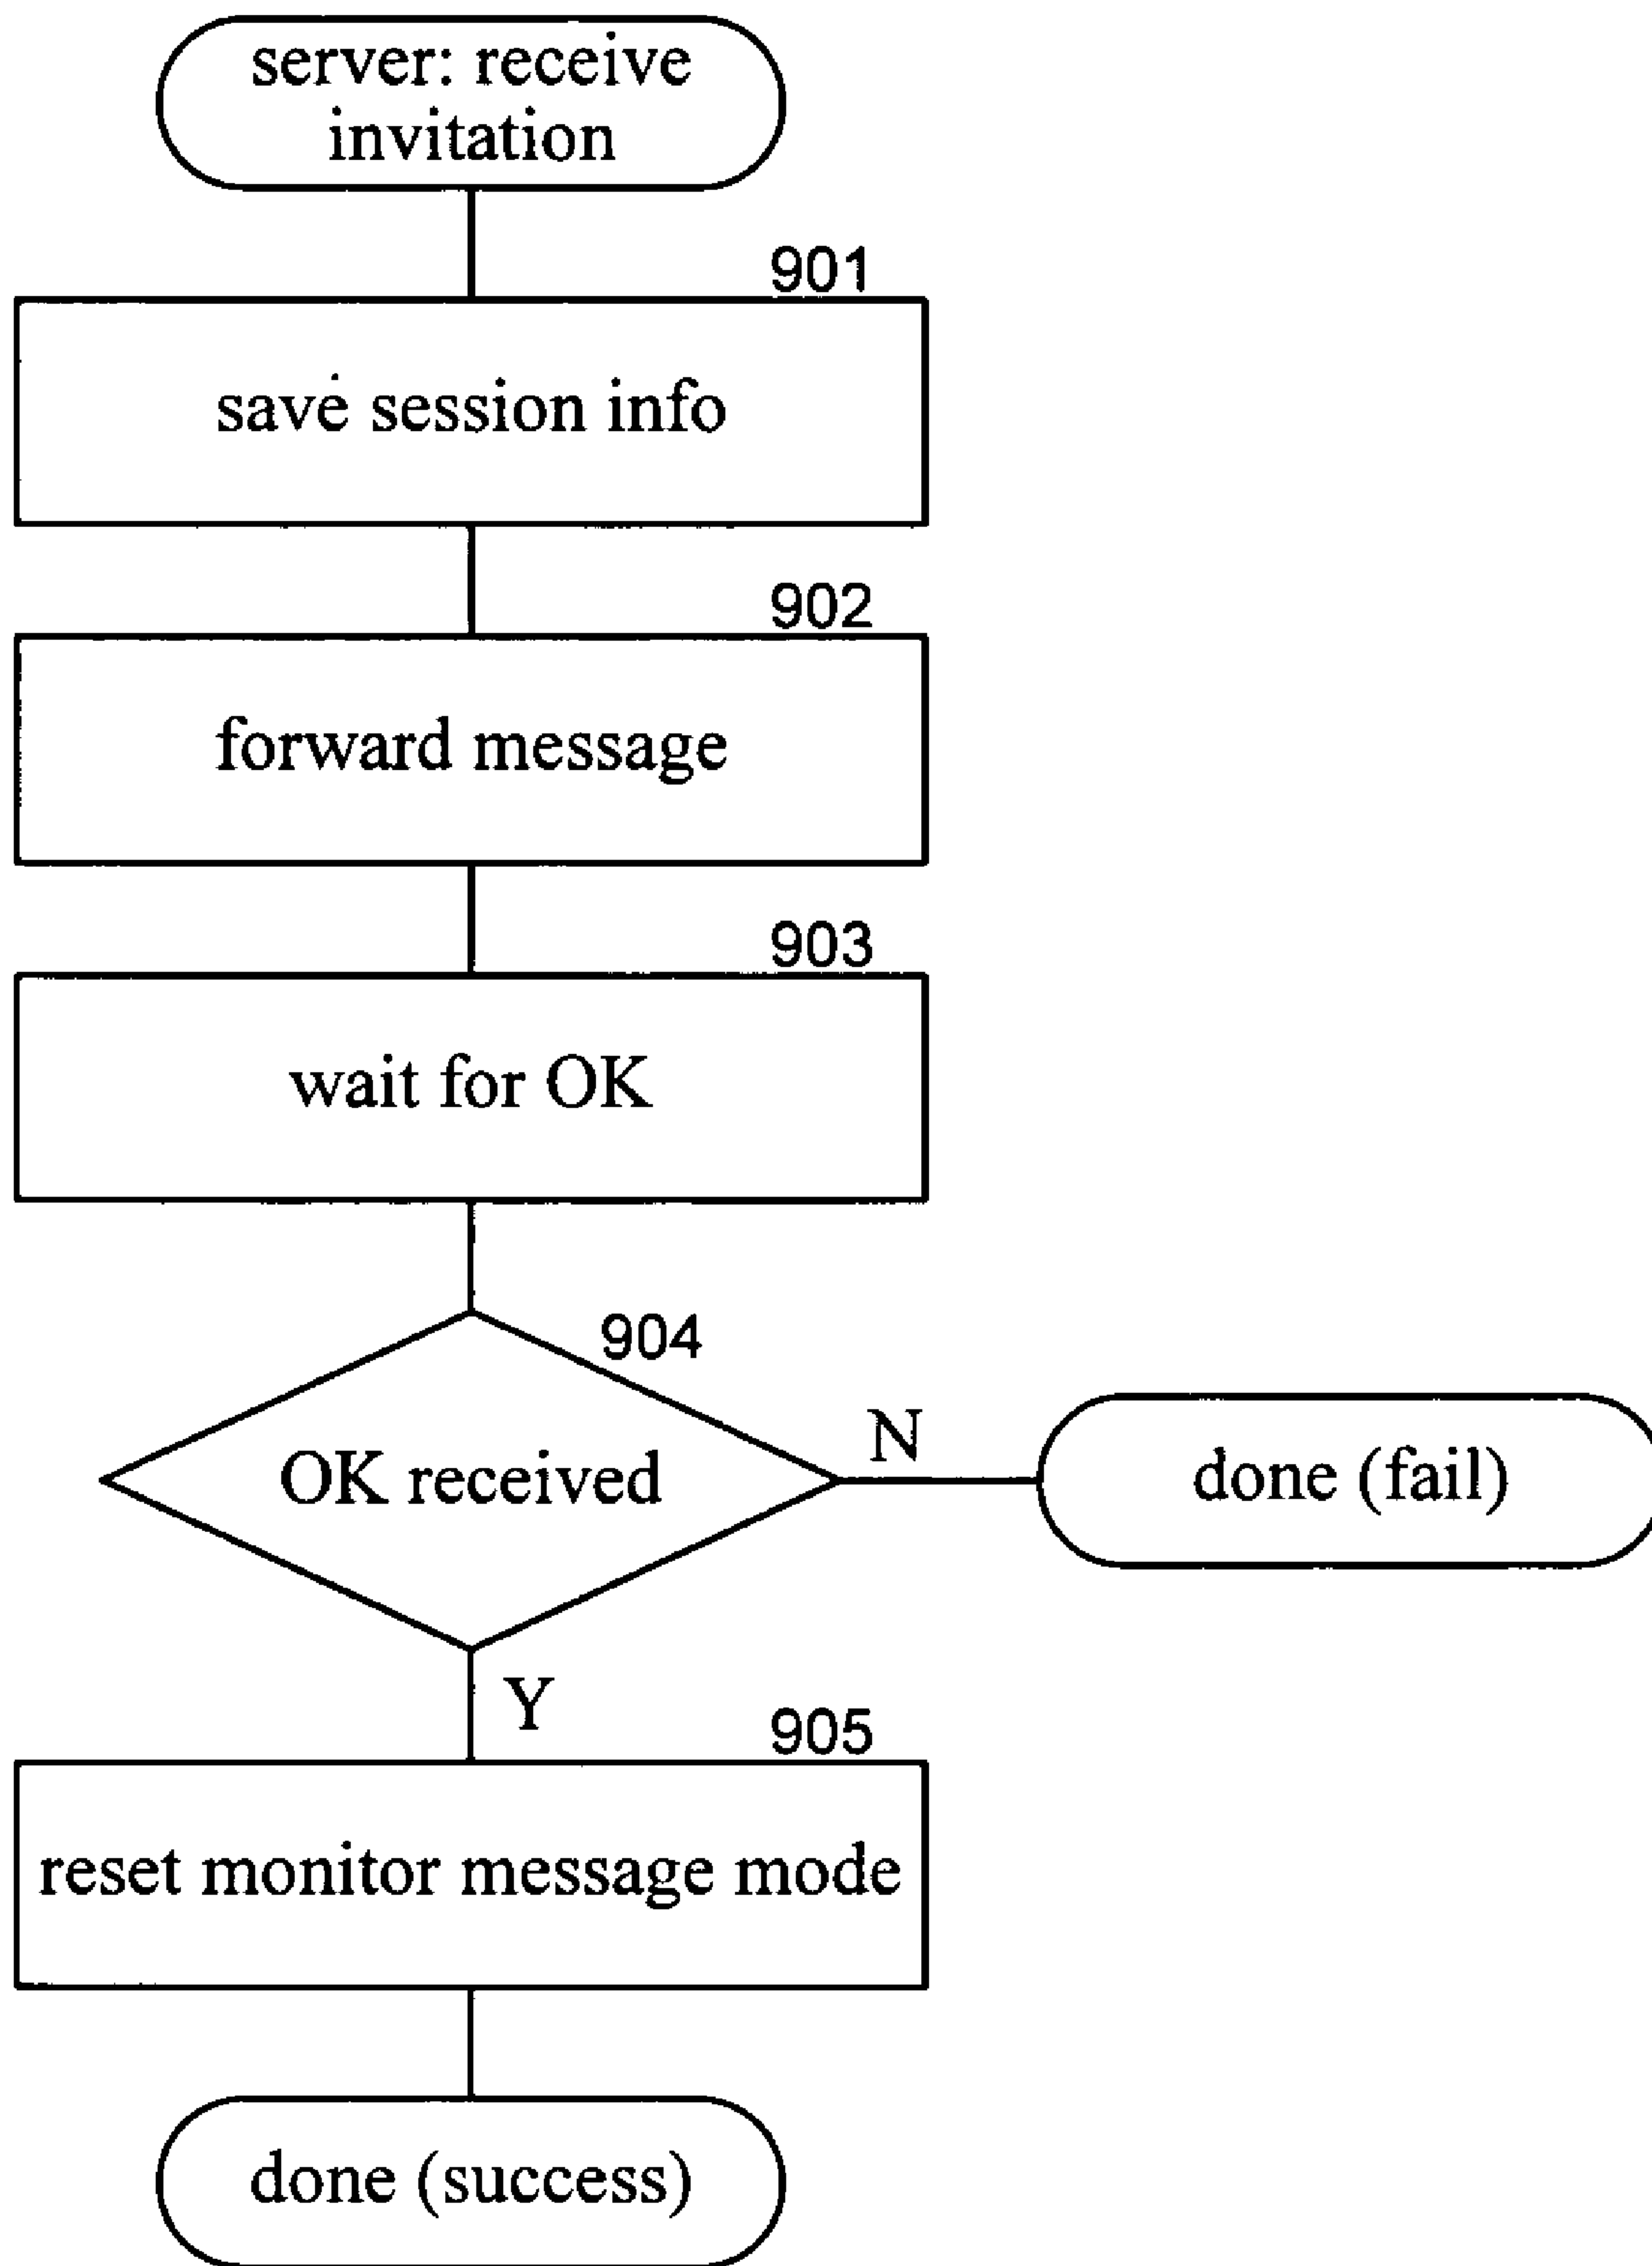 server: receive
invitation
901
save session info
902
forward message
903
wait for OK
904
OK received
N
done (fail)
Y
905
reset monitor message mode
done (success)